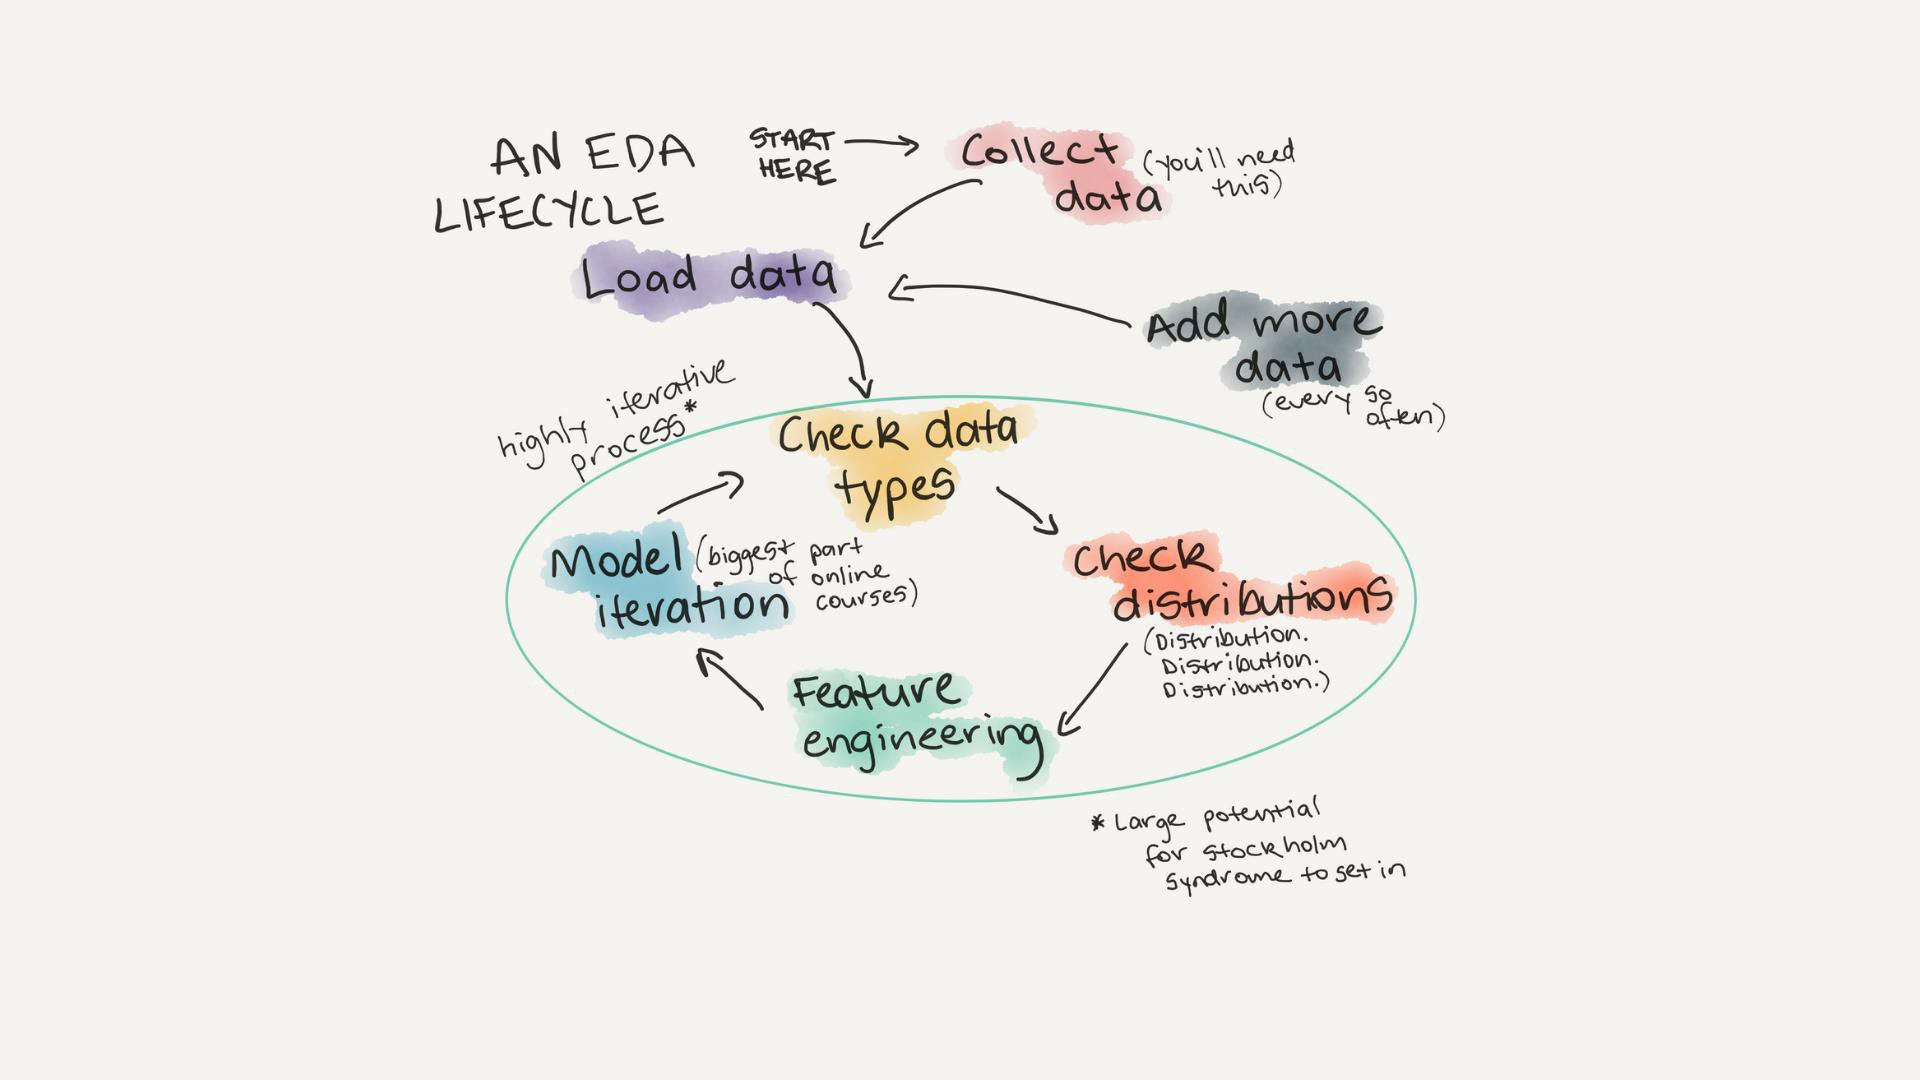 AN EDA
LIFECYCLE
START
HERE
Collect
data
(you'll need
this)
Load data
Add more
data
(every so
often)
highly iterative
process*
Check data
types
Model
iteration
(biggest part
of online
courses)
Check
distributions
(Distribution.
Distribution.
Distribution.)
Feature
engineering
* Large potential
for stockholm
syndrome to set in